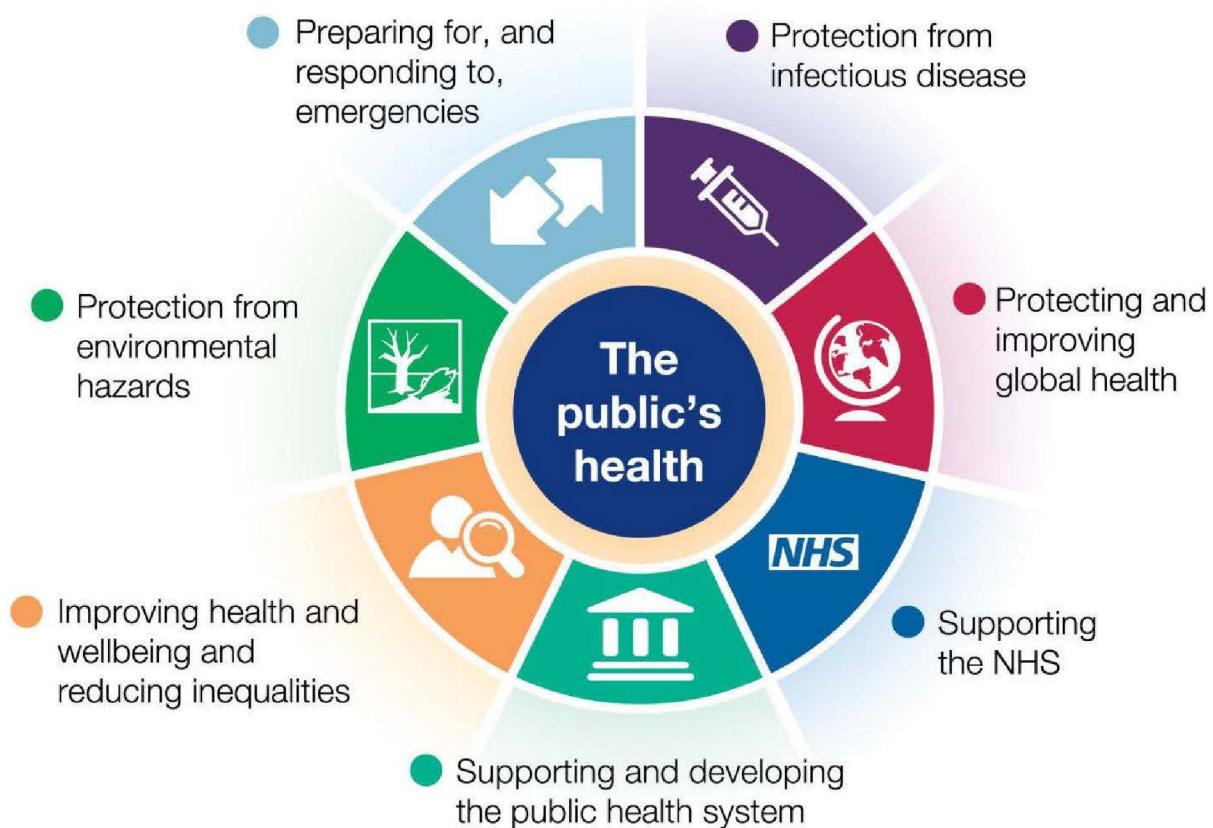 Preparing for, and
responding to,
emergencies
Protection from
infectious disease
Protecting and
improving
global health
Supporting
the NHS
Supporting and developing
the public health system
Improving health and
wellbeing and
reducing inequalities
Protection from
environmental
hazards
The
public’s
health
NHS